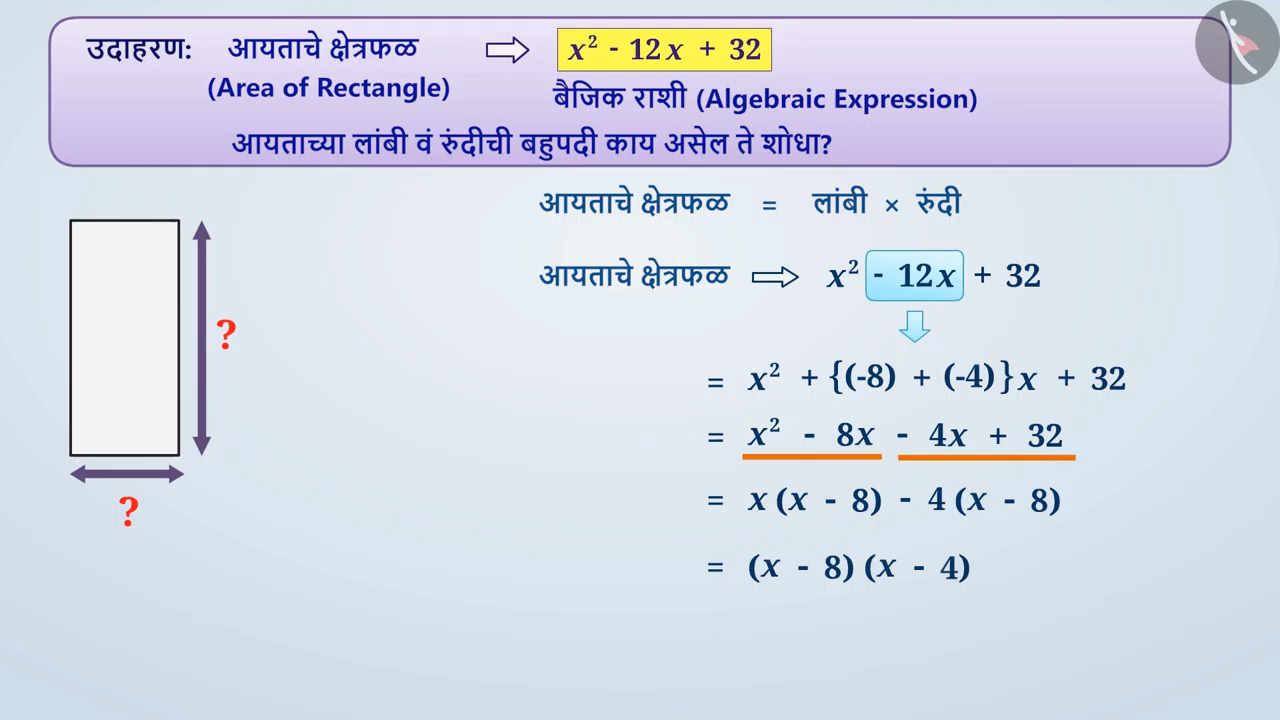 उदाहरण: आयताचे क्षेत्रफळ ⇨ x² - 12x + 32
(Area of Rectangle)
बैजिक राशी (Algebraic Expression)
आयताच्या लांबी वं रुंदीची बहुपदी काय असेल ते शोधा?
आयताचे क्षेत्रफळ = लांबी × रुंदी
आयताचे क्षेत्रफळ ⇨ x² - 12x + 32
= x² + {(-8) + (-4)}x + 32
= x² - 8x - 4x + 32
= x (x - 8) - 4 (x - 8)
= (x - 8) (x - 4)
?
?